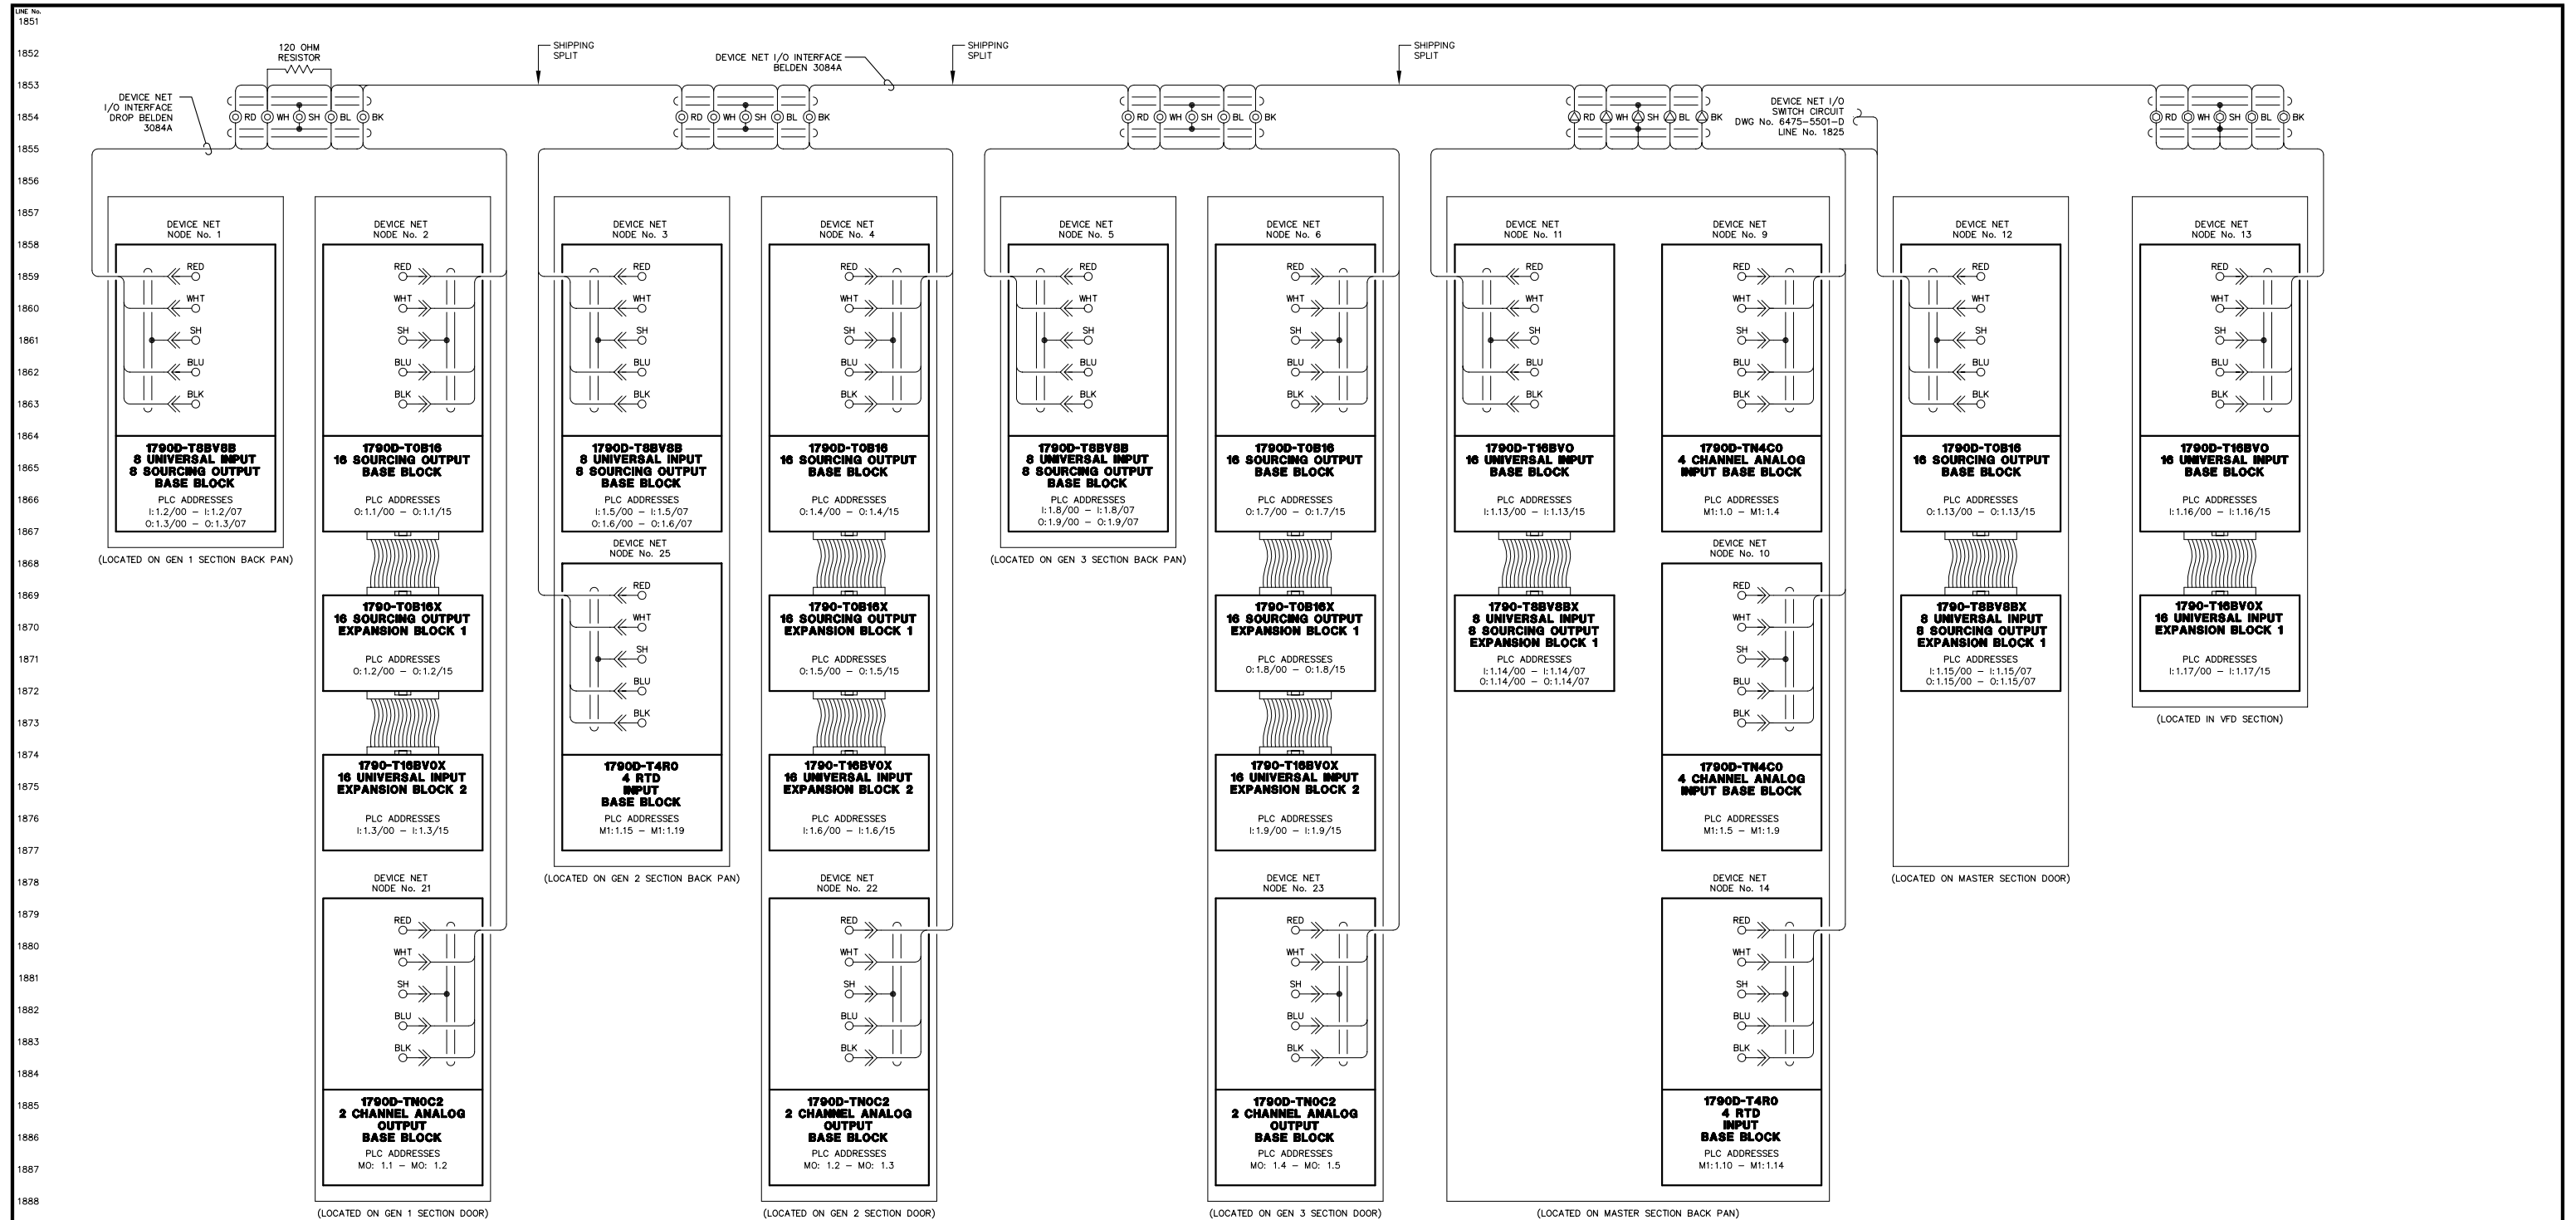 LINE No.
1851
1852
1853
1854
1855
1856
1857
1858
1859
1860
1861
1862
1863
1864
1865
1866
1867
1868
1869
1870
1871
1872
1873
1874
1875
1876
1877
1878
1879
1880
1881
1882
1883
1884
1885
1886
1887
1888
120 OHM
RESISTOR
SHIPPING
SPLIT
DEVICE NET I/O INTERFACE
BELDEN 3084A
SHIPPING
SPLIT
SHIPPING
SPLIT
DEVICE NET
I/O INTERFACE
DROP BELDEN
3084A
RD WH SH BL BK
RD WH SH BL BK
RD WH SH BL BK
RD WH SH BL BK
DEVICE NET I/O
SWITCH CIRCUIT
DWG No. 6475-5501-D
LINE No. 1825
RD WH SH BL BK
DEVICE NET
NODE No. 1
RED
WHT
SH
BLU
BLK
1790D-T8BV8B
8 UNIVERSAL INPUT
8 SOURCING OUTPUT
BASE BLOCK
PLC ADDRESSES
I:1.2/00 - I:1.2/07
O:1.3/00 - O:1.3/07
(LOCATED ON GEN 1 SECTION BACK PAN)
DEVICE NET
NODE No. 2
RED
WHT
SH
BLU
BLK
1790D-T0B16
16 SOURCING OUTPUT
BASE BLOCK
PLC ADDRESSES
O:1.1/00 - O:1.1/15
1790-T0B16X
16 SOURCING OUTPUT
EXPANSION BLOCK 1
PLC ADDRESSES
O:1.2/00 - O:1.2/15
1790-T16BV0X
16 UNIVERSAL INPUT
EXPANSION BLOCK 2
PLC ADDRESSES
I:1.3/00 - I:1.3/15
DEVICE NET
NODE No. 21
RED
WHT
SH
BLU
BLK
1790D-TN0C2
2 CHANNEL ANALOG
OUTPUT
BASE BLOCK
PLC ADDRESSES
MO: 1.1 - MO: 1.2
(LOCATED ON GEN 1 SECTION DOOR)
DEVICE NET
NODE No. 3
RED
WHT
SH
BLU
BLK
1790D-T8BV8B
8 UNIVERSAL INPUT
8 SOURCING OUTPUT
BASE BLOCK
PLC ADDRESSES
I:1.5/00 - I:1.5/07
O:1.6/00 - O:1.6/07
DEVICE NET
NODE No. 25
RED
WHT
SH
BLU
BLK
1790D-T4R0
4 RTD
INPUT
BASE BLOCK
PLC ADDRESSES
M1:1.15 - M1:1.19
(LOCATED ON GEN 2 SECTION BACK PAN)
DEVICE NET
NODE No. 4
RED
WHT
SH
BLU
BLK
1790D-T0B16
16 SOURCING OUTPUT
BASE BLOCK
PLC ADDRESSES
O:1.4/00 - O:1.4/15
1790-T0B16X
16 SOURCING OUTPUT
EXPANSION BLOCK 1
PLC ADDRESSES
O:1.5/00 - O:1.5/15
1790-T16BV0X
16 UNIVERSAL INPUT
EXPANSION BLOCK 2
PLC ADDRESSES
I:1.6/00 - I:1.6/15
DEVICE NET
NODE No. 22
RED
WHT
SH
BLU
BLK
1790D-TN0C2
2 CHANNEL ANALOG
OUTPUT
BASE BLOCK
PLC ADDRESSES
MO: 1.2 - MO: 1.3
(LOCATED ON GEN 2 SECTION DOOR)
DEVICE NET
NODE No. 5
RED
WHT
SH
BLU
BLK
1790D-T8BV8B
8 UNIVERSAL INPUT
8 SOURCING OUTPUT
BASE BLOCK
PLC ADDRESSES
I:1.8/00 - I:1.8/07
O:1.9/00 - O:1.9/07
(LOCATED ON GEN 3 SECTION BACK PAN)
DEVICE NET
NODE No. 6
RED
WHT
SH
BLU
BLK
1790D-T0B16
16 SOURCING OUTPUT
BASE BLOCK
PLC ADDRESSES
O:1.7/00 - O:1.7/15
1790-T0B16X
16 SOURCING OUTPUT
EXPANSION BLOCK 1
PLC ADDRESSES
O:1.8/00 - O:1.8/15
1790-T16BV0X
16 UNIVERSAL INPUT
EXPANSION BLOCK 2
PLC ADDRESSES
I:1.9/00 - I:1.9/15
DEVICE NET
NODE No. 23
RED
WHT
SH
BLU
BLK
1790D-TN0C2
2 CHANNEL ANALOG
OUTPUT
BASE BLOCK
PLC ADDRESSES
MO: 1.4 - MO: 1.5
(LOCATED ON GEN 3 SECTION DOOR)
DEVICE NET
NODE No. 11
RED
WHT
SH
BLU
BLK
1790D-T16BV0
16 UNIVERSAL INPUT
BASE BLOCK
PLC ADDRESSES
I:1.13/00 - I:1.13/15
1790-T8BV8BX
8 UNIVERSAL INPUT
8 SOURCING OUTPUT
EXPANSION BLOCK 1
PLC ADDRESSES
I:1.14/00 - I:1.14/07
O:1.14/00 - O:1.14/07
DEVICE NET
NODE No. 9
RED
WHT
SH
BLU
BLK
1790D-TN4C0
4 CHANNEL ANALOG
INPUT BASE BLOCK
PLC ADDRESSES
M1:1.0 - M1:1.4
DEVICE NET
NODE No. 10
RED
WHT
SH
BLU
BLK
1790D-TN4C0
4 CHANNEL ANALOG
INPUT BASE BLOCK
PLC ADDRESSES
M1:1.5 - M1:1.9
DEVICE NET
NODE No. 14
RED
WHT
SH
BLU
BLK
1790D-T4R0
4 RTD
INPUT
BASE BLOCK
PLC ADDRESSES
M1:1.10 - M1:1.14
(LOCATED ON MASTER SECTION BACK PAN)
DEVICE NET
NODE No. 12
RED
WHT
SH
BLU
BLK
1790D-T0B16
16 SOURCING OUTPUT
BASE BLOCK
PLC ADDRESSES
O:1.13/00 - O:1.13/15
1790-T8BV8BX
8 UNIVERSAL INPUT
8 SOURCING OUTPUT
EXPANSION BLOCK 1
PLC ADDRESSES
I:1.15/00 - I:1.15/07
O:1.15/00 - O:1.15/07
(LOCATED ON MASTER SECTION DOOR)
DEVICE NET
NODE No. 13
RED
WHT
SH
BLU
BLK
1790D-T16BV0
16 UNIVERSAL INPUT
BASE BLOCK
PLC ADDRESSES
I:1.16/00 - I:1.16/15
1790-T16BV0X
16 UNIVERSAL INPUT
EXPANSION BLOCK 1
PLC ADDRESSES
I:1.17/00 - I:1.17/15
(LOCATED IN VFD SECTION)